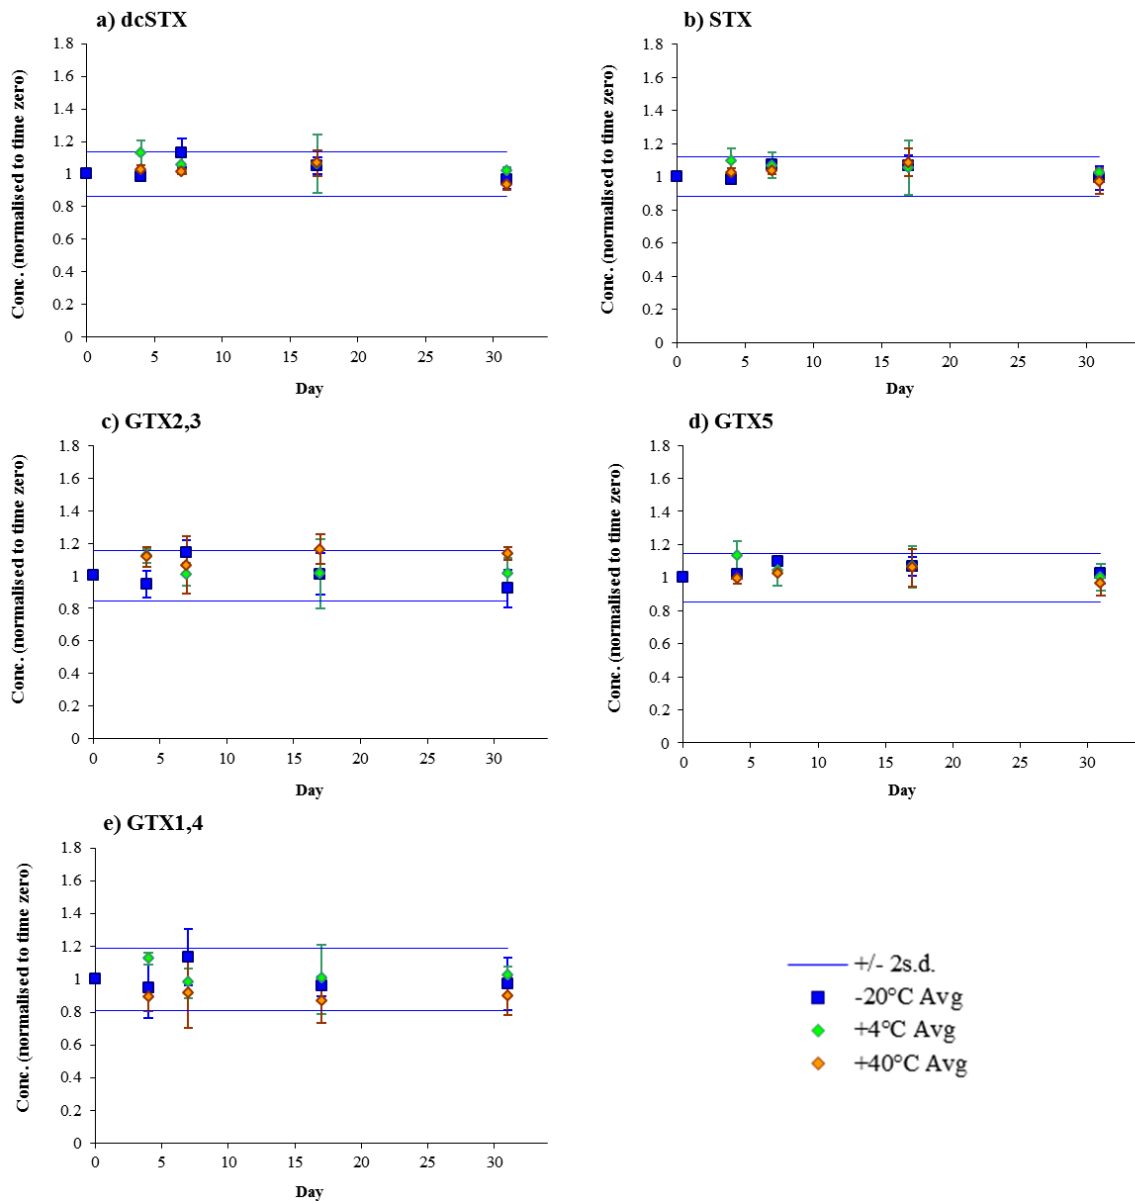 a) dcSTX
Conc. (normalised to time zero)
1.8
1.6
1.4
1.2
1
0.8
0.6
0.4
0.2
0
0 5 10 15 20 25 30
Day
b) STX
Conc. (normalised to time zero)
1.8
1.6
1.4
1.2
1
0.8
0.6
0.4
0.2
0
0 5 10 15 20 25 30
Day
c) GTX2,3
Conc. (normalised to time zero)
1.8
1.6
1.4
1.2
1
0.8
0.6
0.4
0.2
0
0 5 10 15 20 25 30
Day
d) GTX5
Conc. (normalised to time zero)
1.8
1.6
1.4
1.2
1
0.8
0.6
0.4
0.2
0
0 5 10 15 20 25 30
Day
e) GTX1,4
Conc. (normalised to time zero)
1.8
1.6
1.4
1.2
1
0.8
0.6
0.4
0.2
0
0 5 10 15 20 25 30
Day
+/- 2s.d.
-20°C Avg
+4°C Avg
+40°C Avg